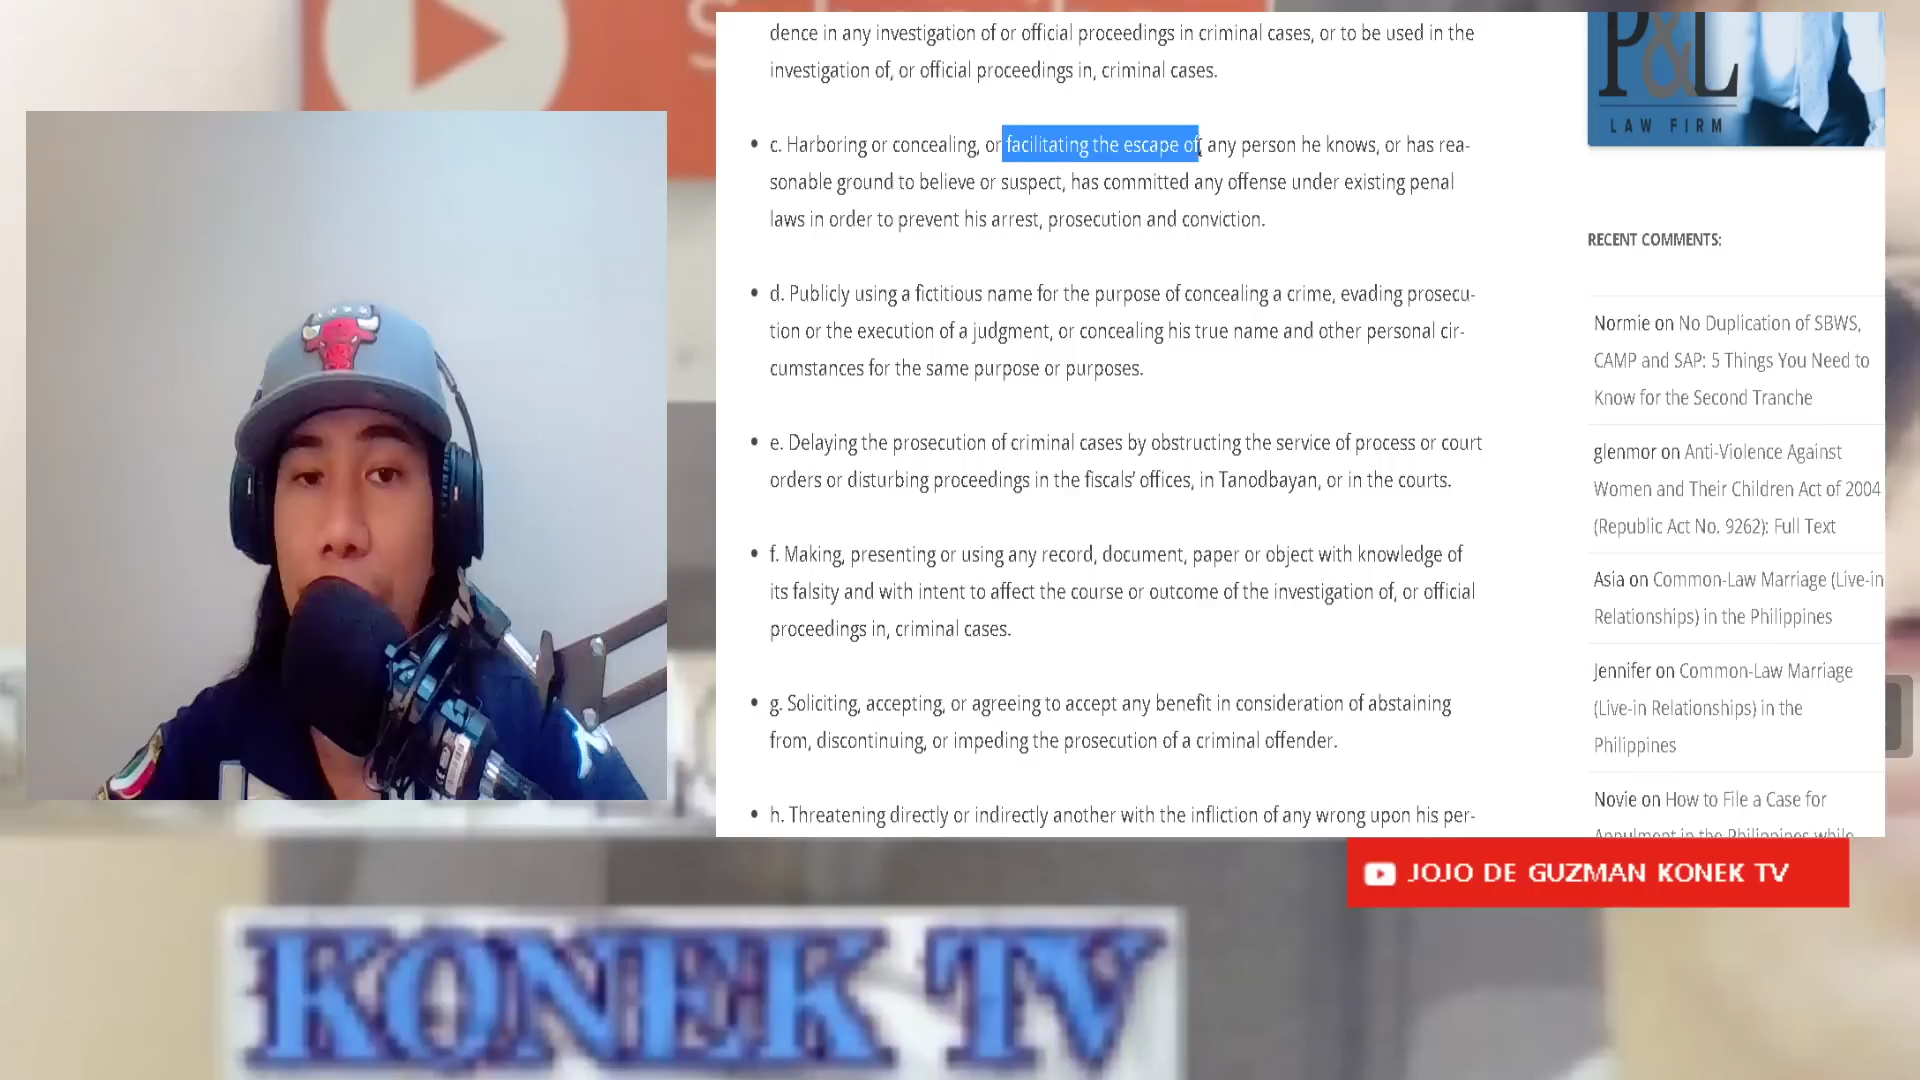 dence in any investigation of or official proceedings in criminal cases, or to be used in the
investigation of, or official proceedings in, criminal cases.
c. Harboring or concealing, or facilitating the escape of, any person he knows, or has rea-
sonable ground to believe or suspect, has committed any offense under existing penal
laws in order to prevent his arrest, prosecution and conviction.
d. Publicly using a fictitious name for the purpose of concealing a crime, evading prosecu-
tion or the execution of a judgment, or concealing his true name and other personal cir-
cumstances for the same purpose or purposes.
e. Delaying the prosecution of criminal cases by obstructing the service of process or court
orders or disturbing proceedings in the fiscals’ offices, in Tanodbayan, or in the courts.
f. Making, presenting or using any record, document, paper or object with knowledge of
its falsity and with intent to affect the course or outcome of the investigation of, or official
proceedings in, criminal cases.
g. Soliciting, accepting, or agreeing to accept any benefit in consideration of abstaining
from, discontinuing, or impeding the prosecution of a criminal offender.
h. Threatening directly or indirectly another with the infliction of any wrong upon his per-
P&L
LAW FIRM
RECENT COMMENTS:
Normie on No Duplication of SBWS,
CAMP and SAP: 5 Things You Need to
Know for the Second Tranche
glenmor on Anti-Violence Against
Women and Their Children Act of 2004
(Republic Act No. 9262): Full Text
Asia on Common-Law Marriage (Live-in
Relationships) in the Philippines
Jennifer on Common-Law Marriage
(Live-in Relationships) in the
Philippines
Novie on How to File a Case for
Annulment in the Philippines while
JOJO DE GUZMAN KONEK TV
KONEK TV